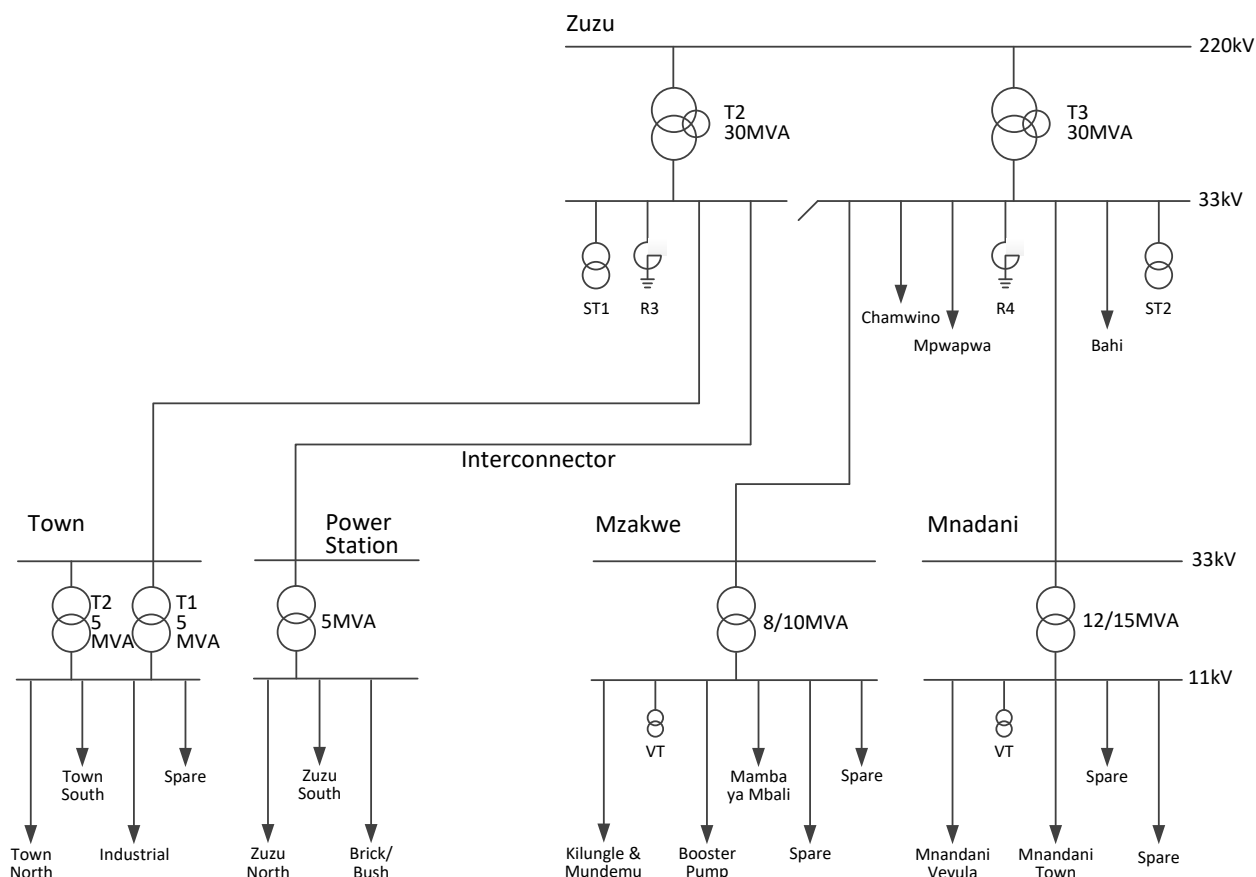 Zuzu
220kV
T2
30MVA
T3
30MVA
33kV
ST1
R3
Chamwino
Mpwapwa
R4
Bahi
ST2
Interconnector
Town
Power
Station
Mzakwe
Mnadani
33kV
T2
5
MVA
T1
5
MVA
5MVA
8/10MVA
12/15MVA
11kV
Town
South
Spare
Zuzu
South
VT
Mamba
ya Mbali
Spare
VT
Spare
Town
North
Industrial
Zuzu
North
Brick/
Bush
Kilungle &
Mundemu
Booster
Pump
Spare
Mnandani
Veyula
Mnandani
Town
Spare